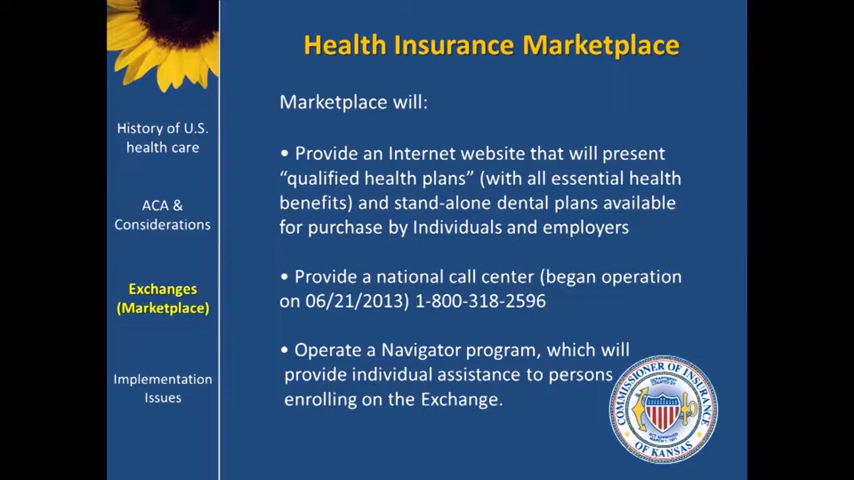 Health Insurance Marketplace
History of U.S.
health care
ACA &
Considerations
Exchanges
(Marketplace)
Implementation
Issues
Marketplace will:
• Provide an Internet website that will present
“qualified health plans” (with all essential health
benefits) and stand-alone dental plans available
for purchase by Individuals and employers
• Provide a national call center (began operation
on 06/21/2013) 1-800-318-2596
• Operate a Navigator program, which will
provide individual assistance to persons
enrolling on the Exchange.
COMMISSIONER OF INSURANCE
OF KANSAS